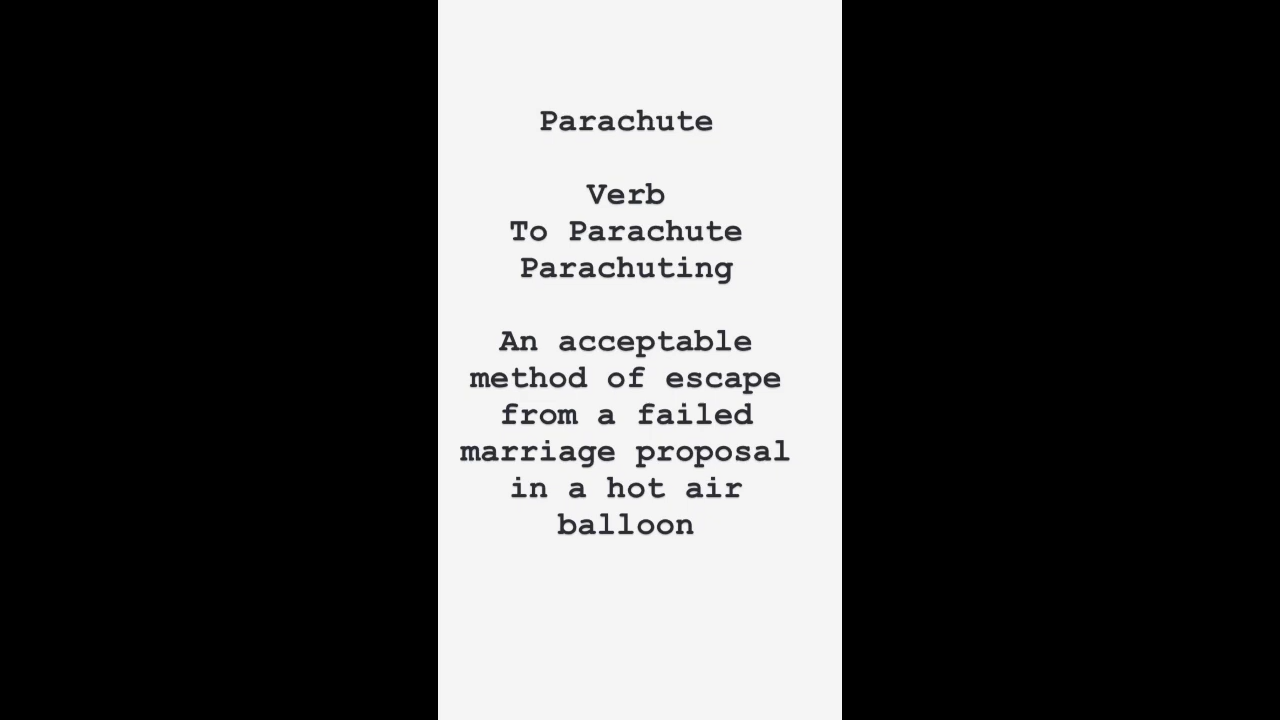 Parachute
Verb
To Parachute
Parachuting
An acceptable
method of escape
from a failed
marriage proposal
in a hot air
balloon